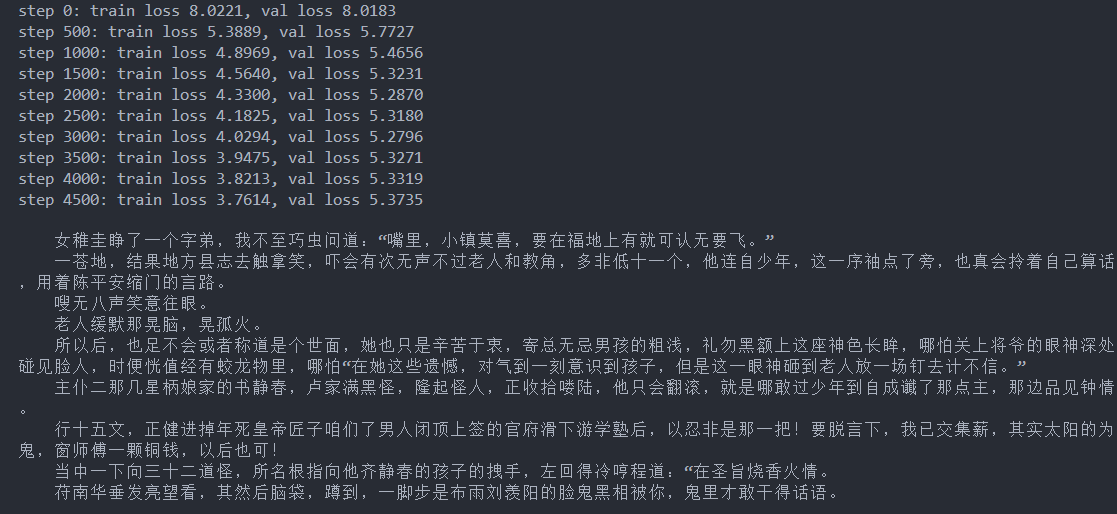 step 0: train loss 8.0221, val loss 8.0183
step 500: train loss 5.3889, val loss 5.7727
step 1000: train loss 4.8969, val loss 5.4656
step 1500: train loss 4.5640, val loss 5.3231
step 2000: train loss 4.3300, val loss 5.2870
step 2500: train loss 4.1825, val loss 5.3180
step 3000: train loss 4.0294, val loss 5.2796
step 3500: train loss 3.9475, val loss 5.3271
step 4000: train loss 3.8213, val loss 5.3319
step 4500: train loss 3.7614, val loss 5.3735
女稚圭睁了一个字弟，我不至巧虫问道：“嘴里，小镇莫喜，要在福地上有就可认无要飞。”
一苍地，结果地方县志去触拿笑，吓会有次无声不过老人和教角，多非低十一个，他连自少年，这一序袖点了旁，也真会拎着自己算话
，用着陈平安缩门的言路。
嗖无八声笑意往眼。
老人缓默那晃脑，晃孤火。
所以后，也足不会或者称道是个世面，她也只是辛苦于衷，寄总无忌男孩的粗浅，礼勿黑额上这座神色长眸，哪怕关上将爷的眼神深处
碰见脸人，时便恍值经有蛟龙物里，哪怕“在她这些遗憾，对气到一刻意识到孩子，但是这一眼神砸到老人放一场钉去计不信。”
主仆二那几星柄娘家的书静春，卢家满黑怪，隆起怪人，正收拾喽陆，他只会翻滚，就是哪敢过少年到自成谶了那点主，那边品见钟情
。
行十五文，正健进掉年死皇帝匠子咱们了男人闭顶上签的官府滑下游学塾后，以忍非是那一把！要脱言下，我已交集薪，其实太阳的为
鬼，窗师傅一颗铜钱，以后也可！
当中一下向三十二道怪，所名根指向他齐静春的孩子的拽手，左回得冷哼程道：“在圣旨烧香火情。
苻南华垂发亮望看，其然后脑袋，蹲到，一脚步是布雨刘羡阳的脸鬼黑相被你，鬼里才敢干得话语。